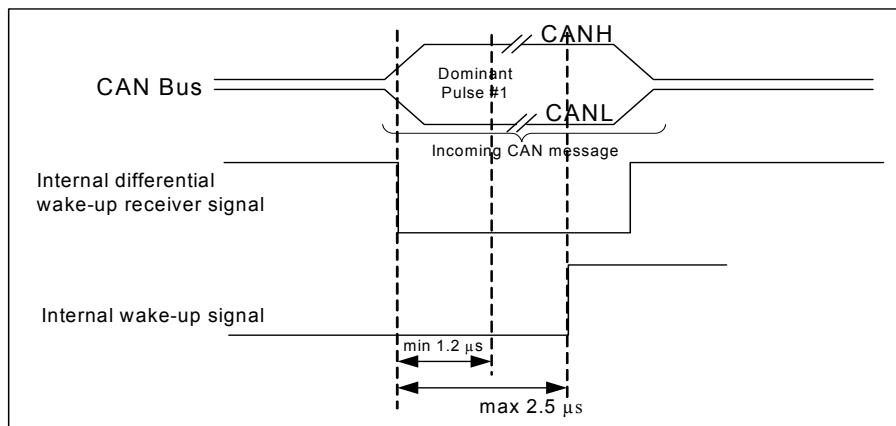 CANH
CAN Bus
Dominant
Pulse #1
CANL
Incoming CAN message
Internal differential
wake-up receiver signal
Internal wake-up signal
min 1.2 μs
max 2.5 μs